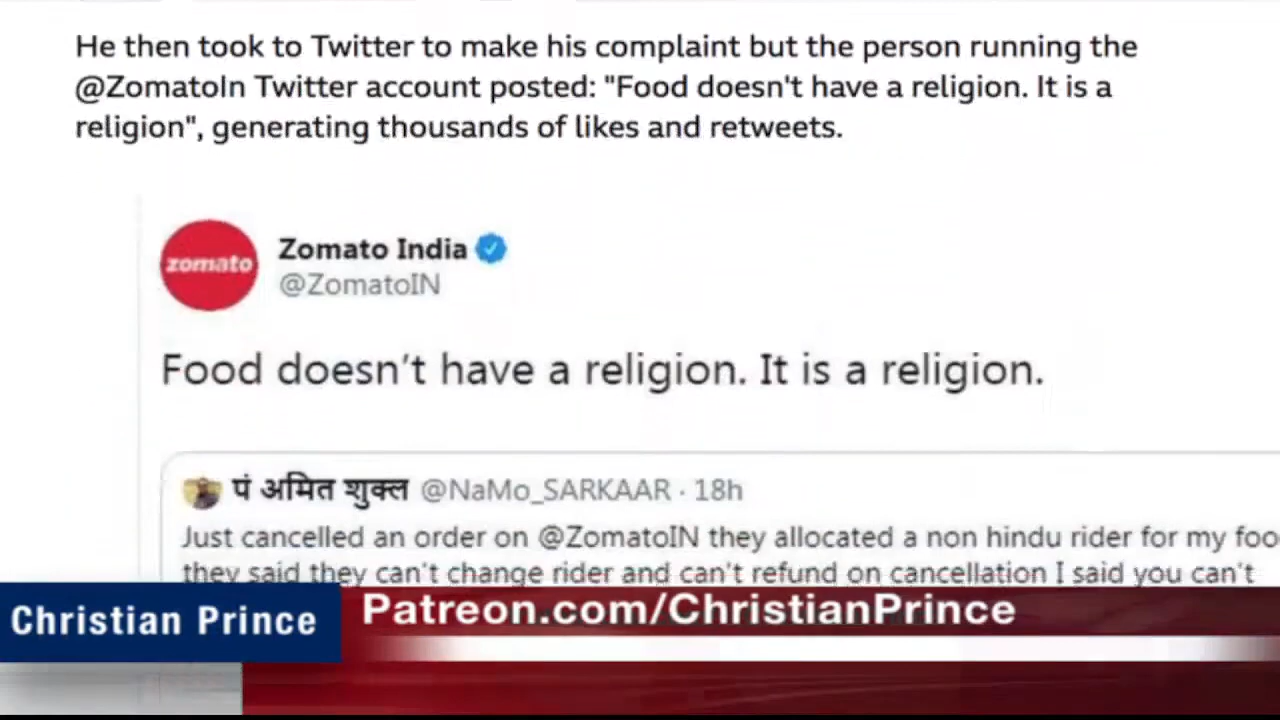 He then took to Twitter to make his complaint but the person running the
@ZomatoIn Twitter account posted: "Food doesn't have a religion. It is a
religion", generating thousands of likes and retweets.
zomato
Zomato India
@ZomatoIN
Food doesn't have a religion. It is a religion.
पं अमित शुक्ल @NaMo_SARKAAR · 18h
Just cancelled an order on @ZomatoIN they allocated a non hindu rider for my foo
they said they can't change rider and can't refund on cancellation I said you can't
Christian Prince
Patreon.com/ChristianPrince